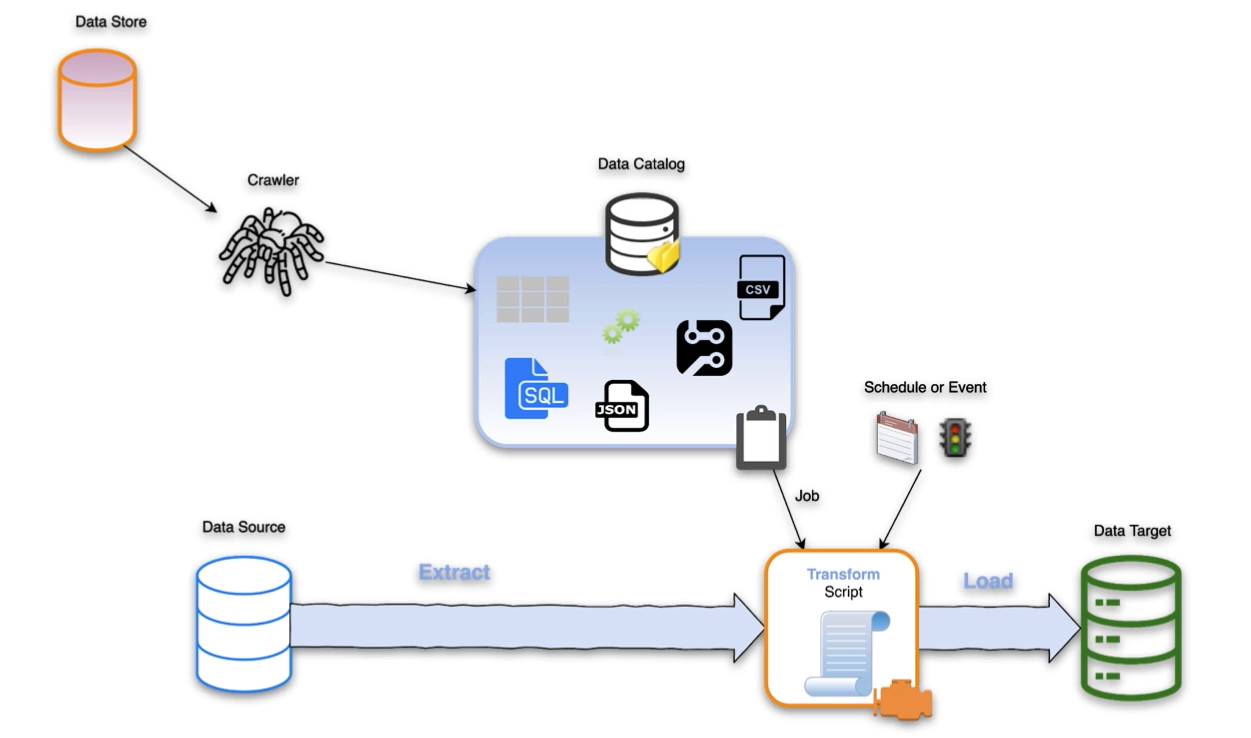 Data Store
Crawler
Data Catalog
CSV
SQL
JSON
Schedule or Event
Job
Data Source
Extract
Transform
Script
Load
Data Target